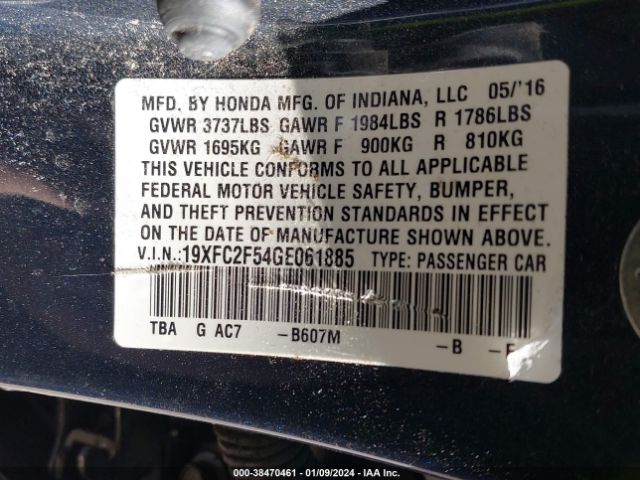 MFD. BY HONDA MFG. OF INDIANA, LLC 05/'16
GVWR 3737LBS GAWR F 1984LBS R 1786LBS
GVWR 1695KG GAWR F 900KG R 810KG
THIS VEHICLE CONFORMS TO ALL APPLICABLE
FEDERAL MOTOR VEHICLE SAFETY, BUMPER,
AND THEFT PREVENTION STANDARDS IN EFFECT
ON THE DATE OF MANUFACTURE SHOWN ABOVE.
V.I.N.:19XFC2F54GE061885 TYPE: PASSENGER CAR
TBA G AC7 -B607M -B -E
000-38470461 - 01/09/2024 - IAA Inc.